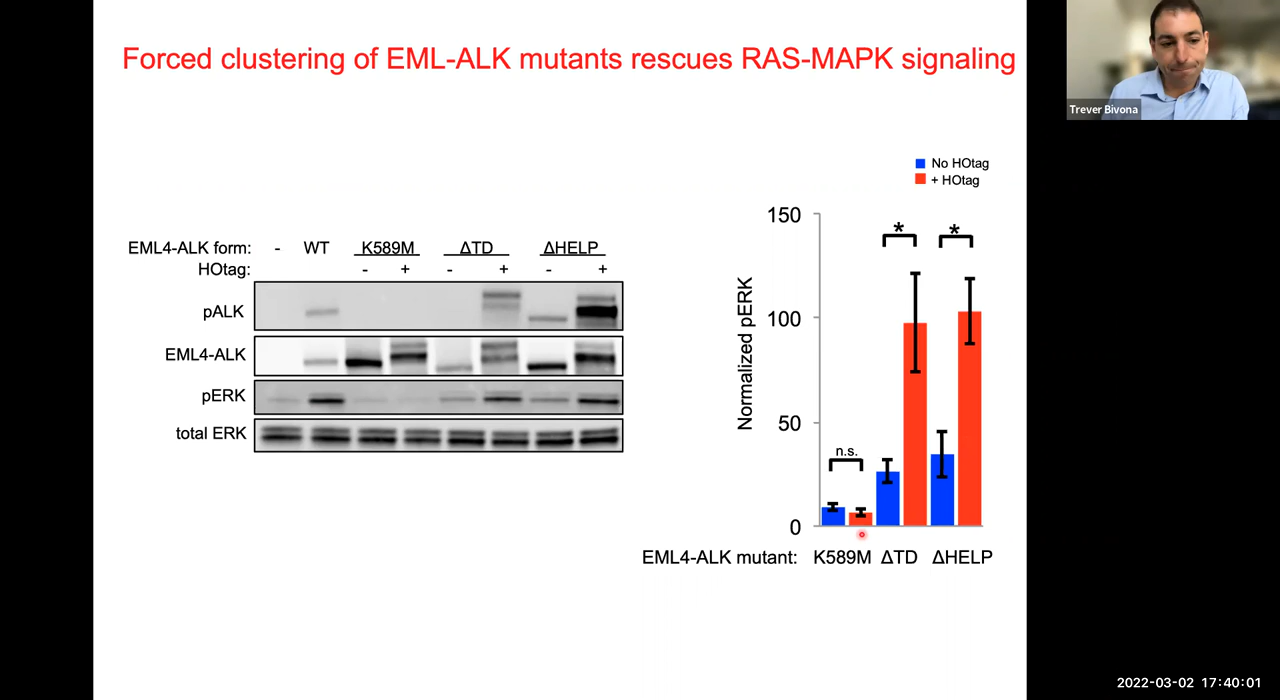 Forced clustering of EML-ALK mutants rescues RAS-MAPK signaling
Trever Bivona
No HOtag
+ HOtag
EML4-ALK form: - WT K589M ΔTD ΔHELP
HOtag: - + - + - +
pALK
EML4-ALK
pERK
total ERK
Normalized pERK
150
100
50
0
n.s.
*
*
EML4-ALK mutant: K589M ΔTD ΔHELP
2022-03-02 17:40:01